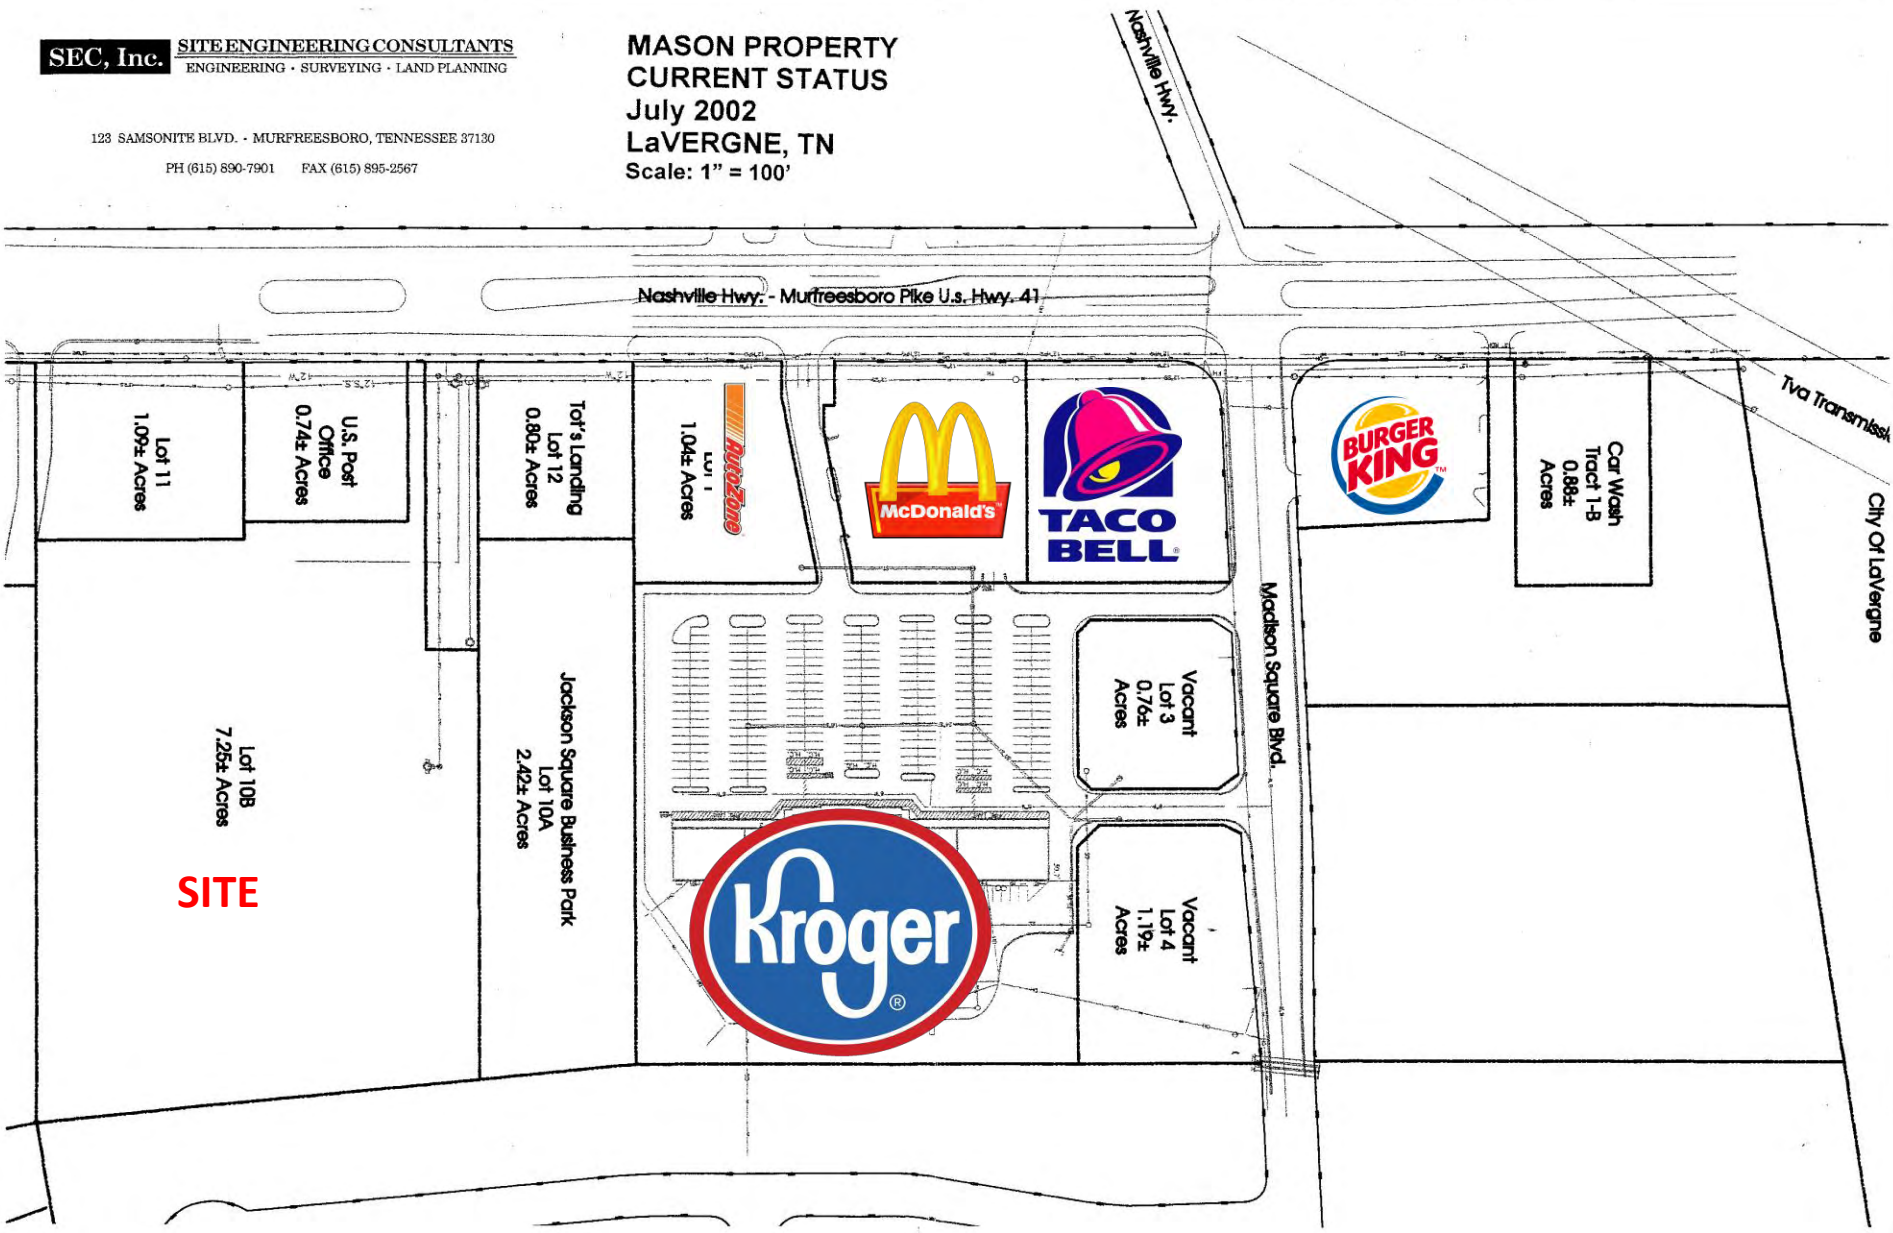 SEC, Inc.
SITE ENGINEERING CONSULTANTS
ENGINEERING · SURVEYING · LAND PLANNING
123 SAMSONITE BLVD. - MURFREESBORO, TENNESSEE 37130
PH (615) 890-7901 FAX (615) 895-2567
MASON PROPERTY
CURRENT STATUS
July 2002
LaVERGNE, TN
Scale: 1” = 100’
Nashville Hwy.
Nashville Hwy. - Murfreesboro Pike U.s. Hwy. 41
Tva Transmissi
City Of LaVergne
Lot 11
1.09± Acres
U.S. Post
Office
0.74± Acres
Tot's Landing
Lot 12
0.80± Acres
AutoZone
1.04± Acres
McDonald's™
TACO
BELL®
BURGER
KING™
Car Wash
Tract 1-B
0.88±
Acres
Madison Square Blvd.
Vacant
Lot 3
0.76±
Acres
Vacant
Lot 4
1.19±
Acres
Jackson Square Business Park
Lot 10A
2.42± Acres
Lot 10B
7.25± Acres
SITE
Kroger®
12"W
12"S.S.
12"W
H.C.
H.C.